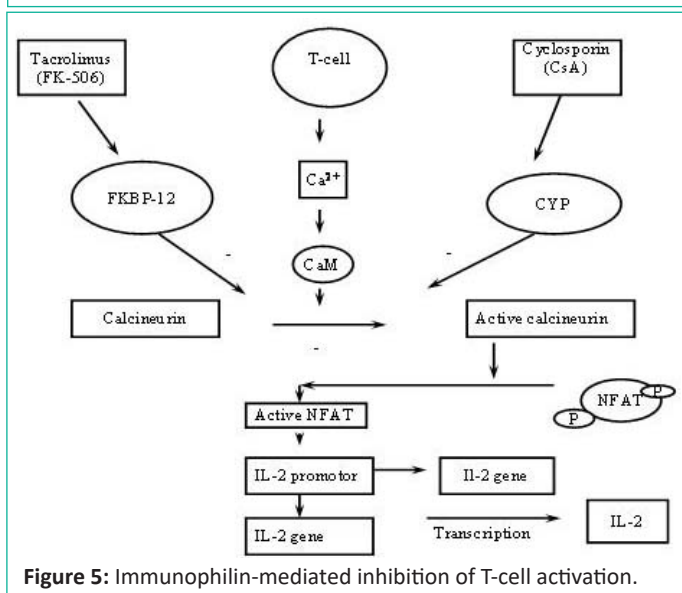 Tacrolimus
(FK-506)
T-cell
Cyclosporin
(CsA)
Ca²⁺
FKBP-12
CYP
-
-
CaM
Calcineurin
Active calcineurin
-
Active NFAT
NFAT
P
P
IL-2 promotor
Il-2 gene
IL-2 gene
Transcription
IL-2
Figure 5: Immunophilin-mediated inhibition of T-cell activation.